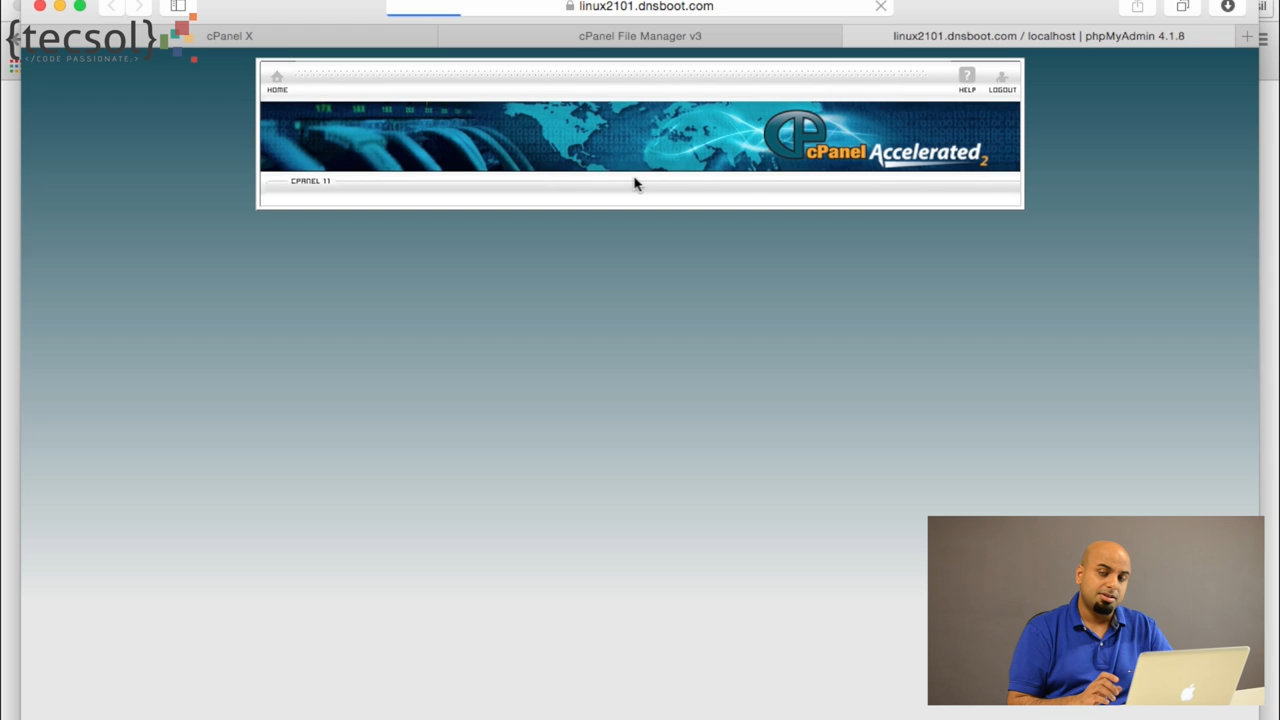 linux2101.dnsboot.com
{tecsol}
</CODE PASSIONATE.>
cPanel X
cPanel File Manager v3
linux2101.dnsboot.com / localhost | phpMyAdmin 4.1.8
HOME
HELP
LOGOUT
cPanel Accelerated 2
CPANEL 11